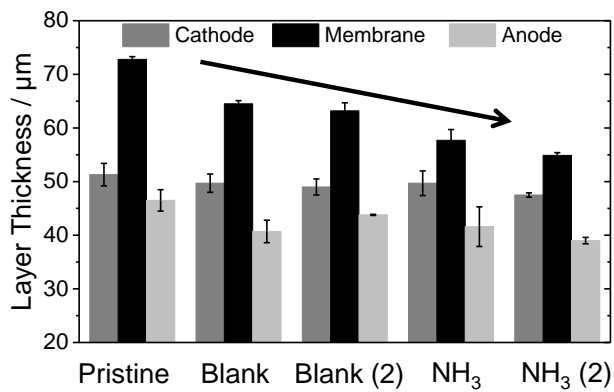 80
70
60
50
40
30
20
Layer Thickness / µm
Cathode Membrane Anode
Pristine Blank Blank (2) NH₃ NH₃ (2)